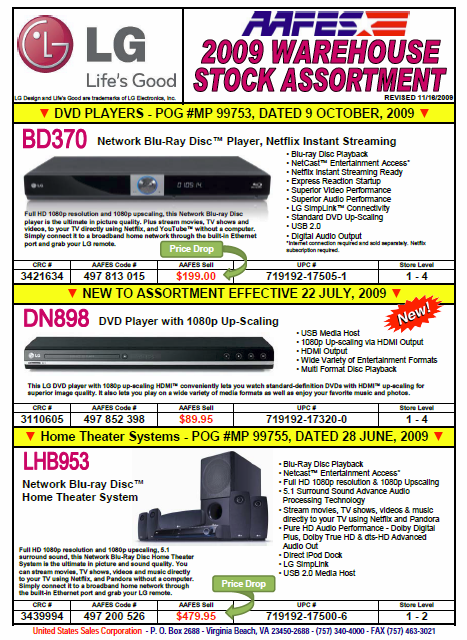 LG
Life's Good
LG Design and Life's Good are trademarks of LG Electronics, Inc.
AAFES
2009 WAREHOUSE
STOCK ASSORTMENT
REVISED 11/16/2009
▼ DVD PLAYERS - POG #MP 99753, DATED 9 OCTOBER, 2009 ▼
BD370 Network Blu-Ray Disc™ Player, Netflix Instant Streaming
• Blu-ray Disc Playback
• NetCast™ Entertainment Access*
• Netflix Instant Streaming Ready
• Express Reaction Startup
• Superior Video Performance
• Superior Audio Performance
• LG SimpLink™ Connectivity
• Standard DVD Up-Scaling
• USB 2.0
• Digital Audio Output
*Internet connection required and sold separately. Netflix
subscription required.
Full HD 1080p resolution and 1080p upscaling, this Network Blu-ray Disc
player is the ultimate in picture quality. Plus stream movies, TV shows and
videos, to your TV directly using Netflix, and YouTube™ without a computer.
Simply connect it to a broadband home network through the built-in Ethernet
port and grab your LG remote.
Price Drop
CRC # AAFES Code # AAFES Sell UPC # Store Level
3421634 497 813 015 $199.00 719192-17505-1 1 - 4
▼ NEW TO ASSORTMENT EFFECTIVE 22 JULY, 2009 ▼
New!
DN898 DVD Player with 1080p Up-Scaling
• USB Media Host
• 1080p Up-scaling via HDMI Output
• HDMI Output
• Wide Variety of Entertainment Formats
• Multi Format Disc Playback
This LG DVD player with 1080p up-scaling HDMI™ conveniently lets you watch standard-definition DVDs with HDMI™ up-scaling for
superior image quality. It also lets you play on a wide variety of media formats as well as enjoy your favorite music and photos.
CRC # AAFES Code # AAFES Sell UPC # Store Level
3110605 497 852 398 $89.95 719192-17320-0 1 - 4
▼ Home Theater Systems - POG #MP 99755, DATED 28 JUNE, 2009 ▼
LHB953
Network Blu-ray Disc™
Home Theater System
• Blu-Ray Disc Playback
• Netcast™ Entertainment Access*
• Full HD 1080p resolution & 1080p Upscaling
• 5.1 Surround Sound Advance Audio
Processing Technology
• Stream movies, TV shows, videos & music
directly to your TV using Netflix and Pandora
• Pure HD Audio Performance - Dolby Digital
Plus, Dolby True HD & dts-HD Advanced
Audio Out
• Direct iPod Dock
• LG SimpLink
• USB 2.0 Media Host
Full HD 1080p resolution and 1080p upscaling, 5.1
surround sound, this Network Blu-ray Disc Home Theater
System is the ultimate in picture and sound quality. You
can stream movies, TV shows, videos and music directly
to your TV using Netflix, and Pandora without a computer.
Simply connect it to a broadband home network through
the built-in Ethernet port and grab your LG remote.
Price Drop
CRC # AAFES Code # AAFES Sell UPC # Store Level
3439994 497 200 526 $479.95 719192-17500-6 1 - 2
United States Sales Corporation - P. O. Box 2688 - Virginia Beach, VA 23450-2688 - (757) 340-4000 - FAX (757) 463-3021